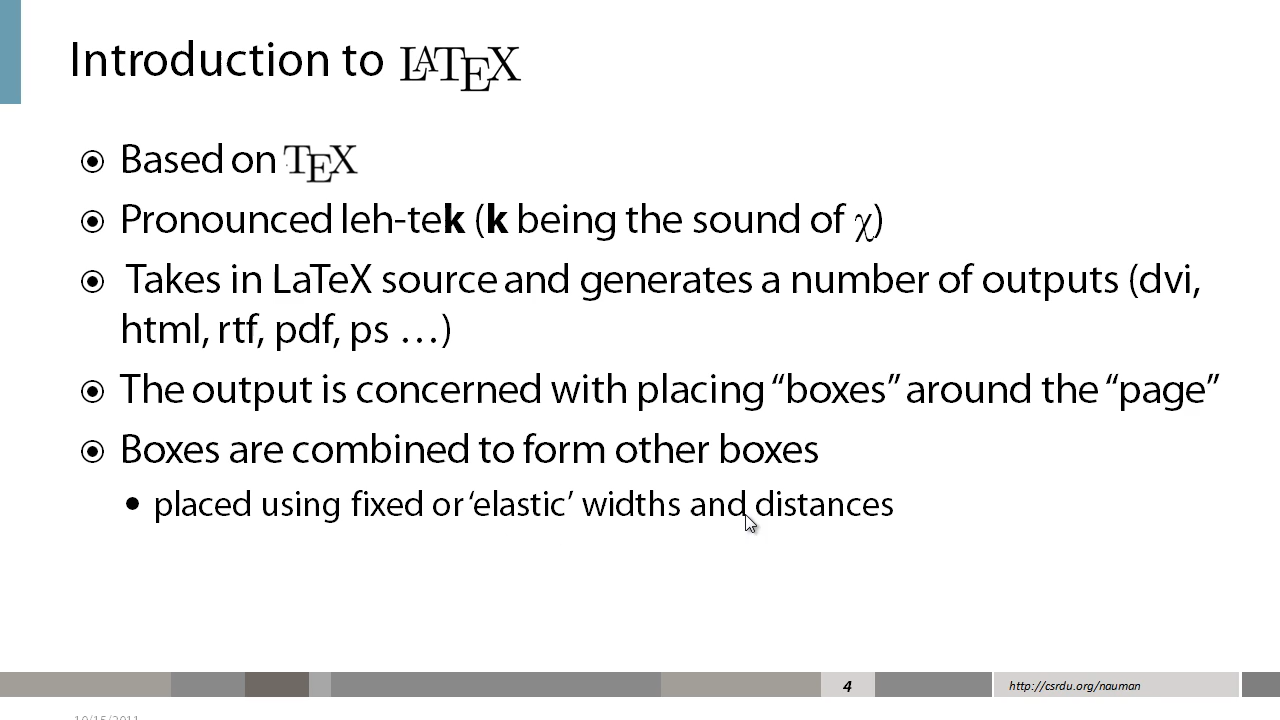 Introduction to LATEX
Based on TEX
Pronounced leh-tek (k being the sound of χ)
Takes in LaTeX source and generates a number of outputs (dvi,
html, rtf, pdf, ps …)
The output is concerned with placing “boxes” around the “page”
Boxes are combined to form other boxes
placed using fixed or ‘elastic’ widths and distances
4
http://csrdu.org/nauman
10/15/2011